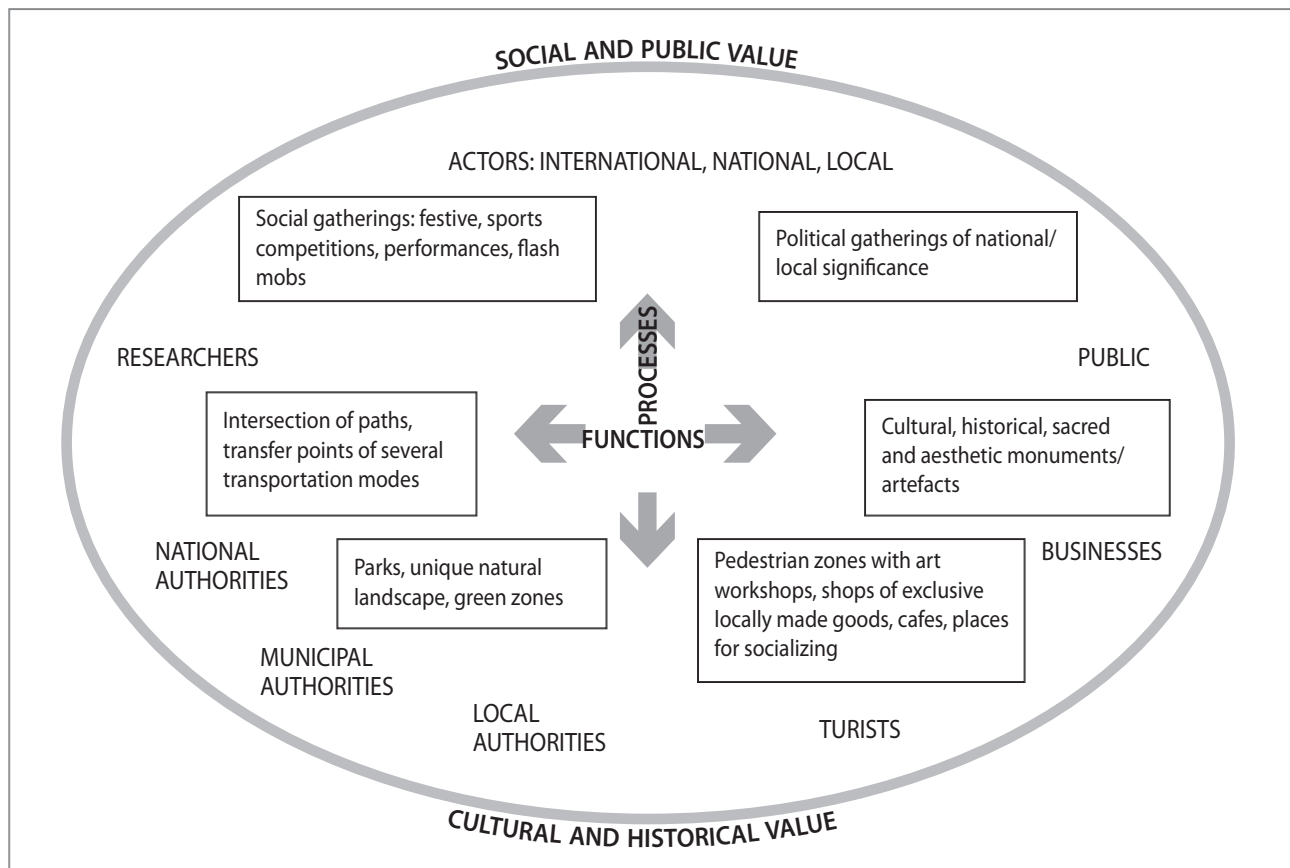 SOCIAL AND PUBLIC VALUE
ACTORS: INTERNATIONAL, NATIONAL, LOCAL
Social gatherings: festive, sports
competitions, performances, flash
mobs
Political gatherings of national/
local significance
PROCESSES
RESEARCHERS
PUBLIC
Intersection of paths,
transfer points of several
transportation modes
FUNCTIONS
Cultural, historical, sacred
and aesthetic monuments/
artefacts
NATIONAL
AUTHORITIES
Parks, unique natural
landscape, green zones
Pedestrian zones with art
workshops, shops of exclusive
locally made goods, cafes, places
for socializing
BUSINESSES
MUNICIPAL
AUTHORITIES
LOCAL
AUTHORITIES
TURISTS
CULTURAL AND HISTORICAL VALUE